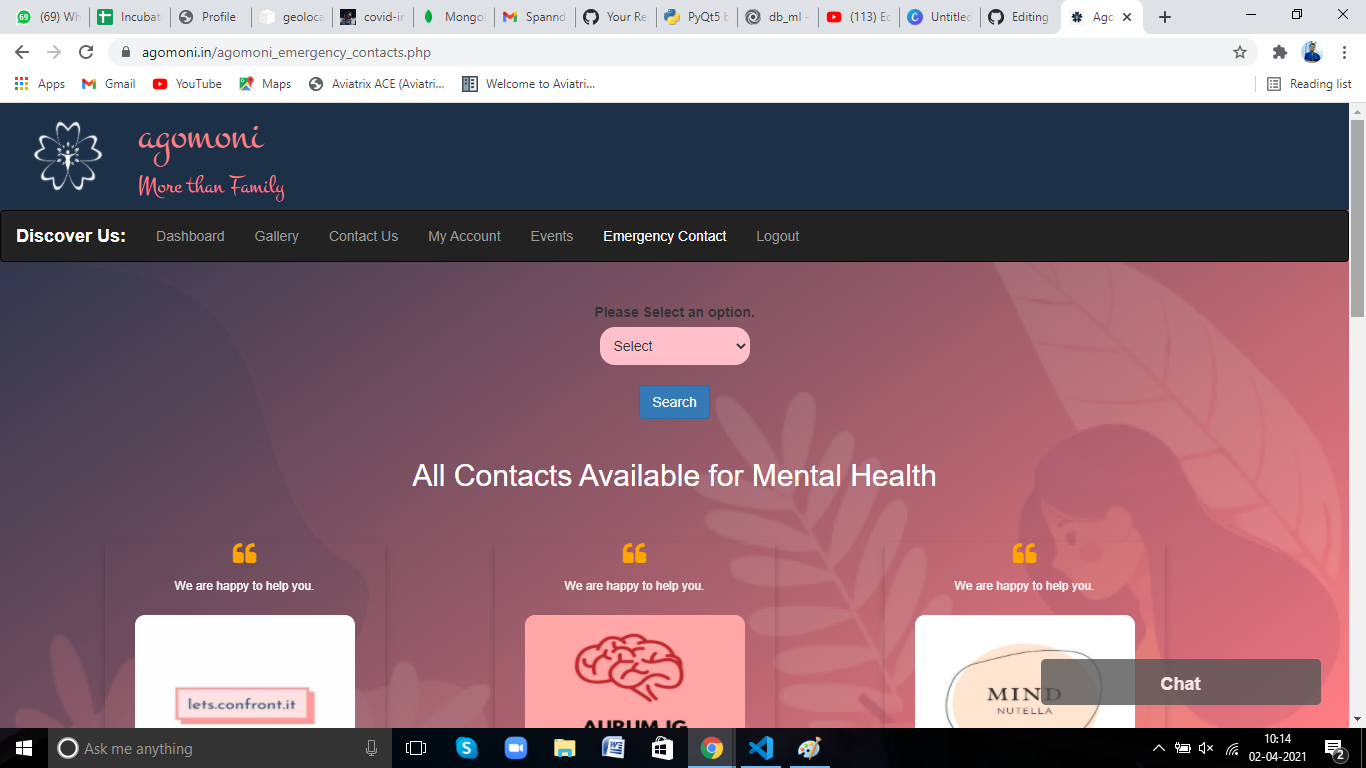 (69) Wh
Incubat
Profile
geoloca
covid-in
Mongol
Spannd
Your Re
PyQt5 b
db_ml -
(113) Ec
Untitled
Editing
Ago
agomoni.in/agomoni_emergency_contacts.php
Apps
Gmail
YouTube
Maps
Aviatrix ACE (Aviatri...
Welcome to Aviatri...
Reading list
agomoni
More than Family
Discover Us:
Dashboard
Gallery
Contact Us
My Account
Events
Emergency Contact
Logout
Please Select an option.
Select
Search
All Contacts Available for Mental Health
We are happy to help you.
We are happy to help you.
We are happy to help you.
lets.confront.it
AURUM.IG
MIND
NUTELLA
Chat
Ask me anything
10:14
02-04-2021
2